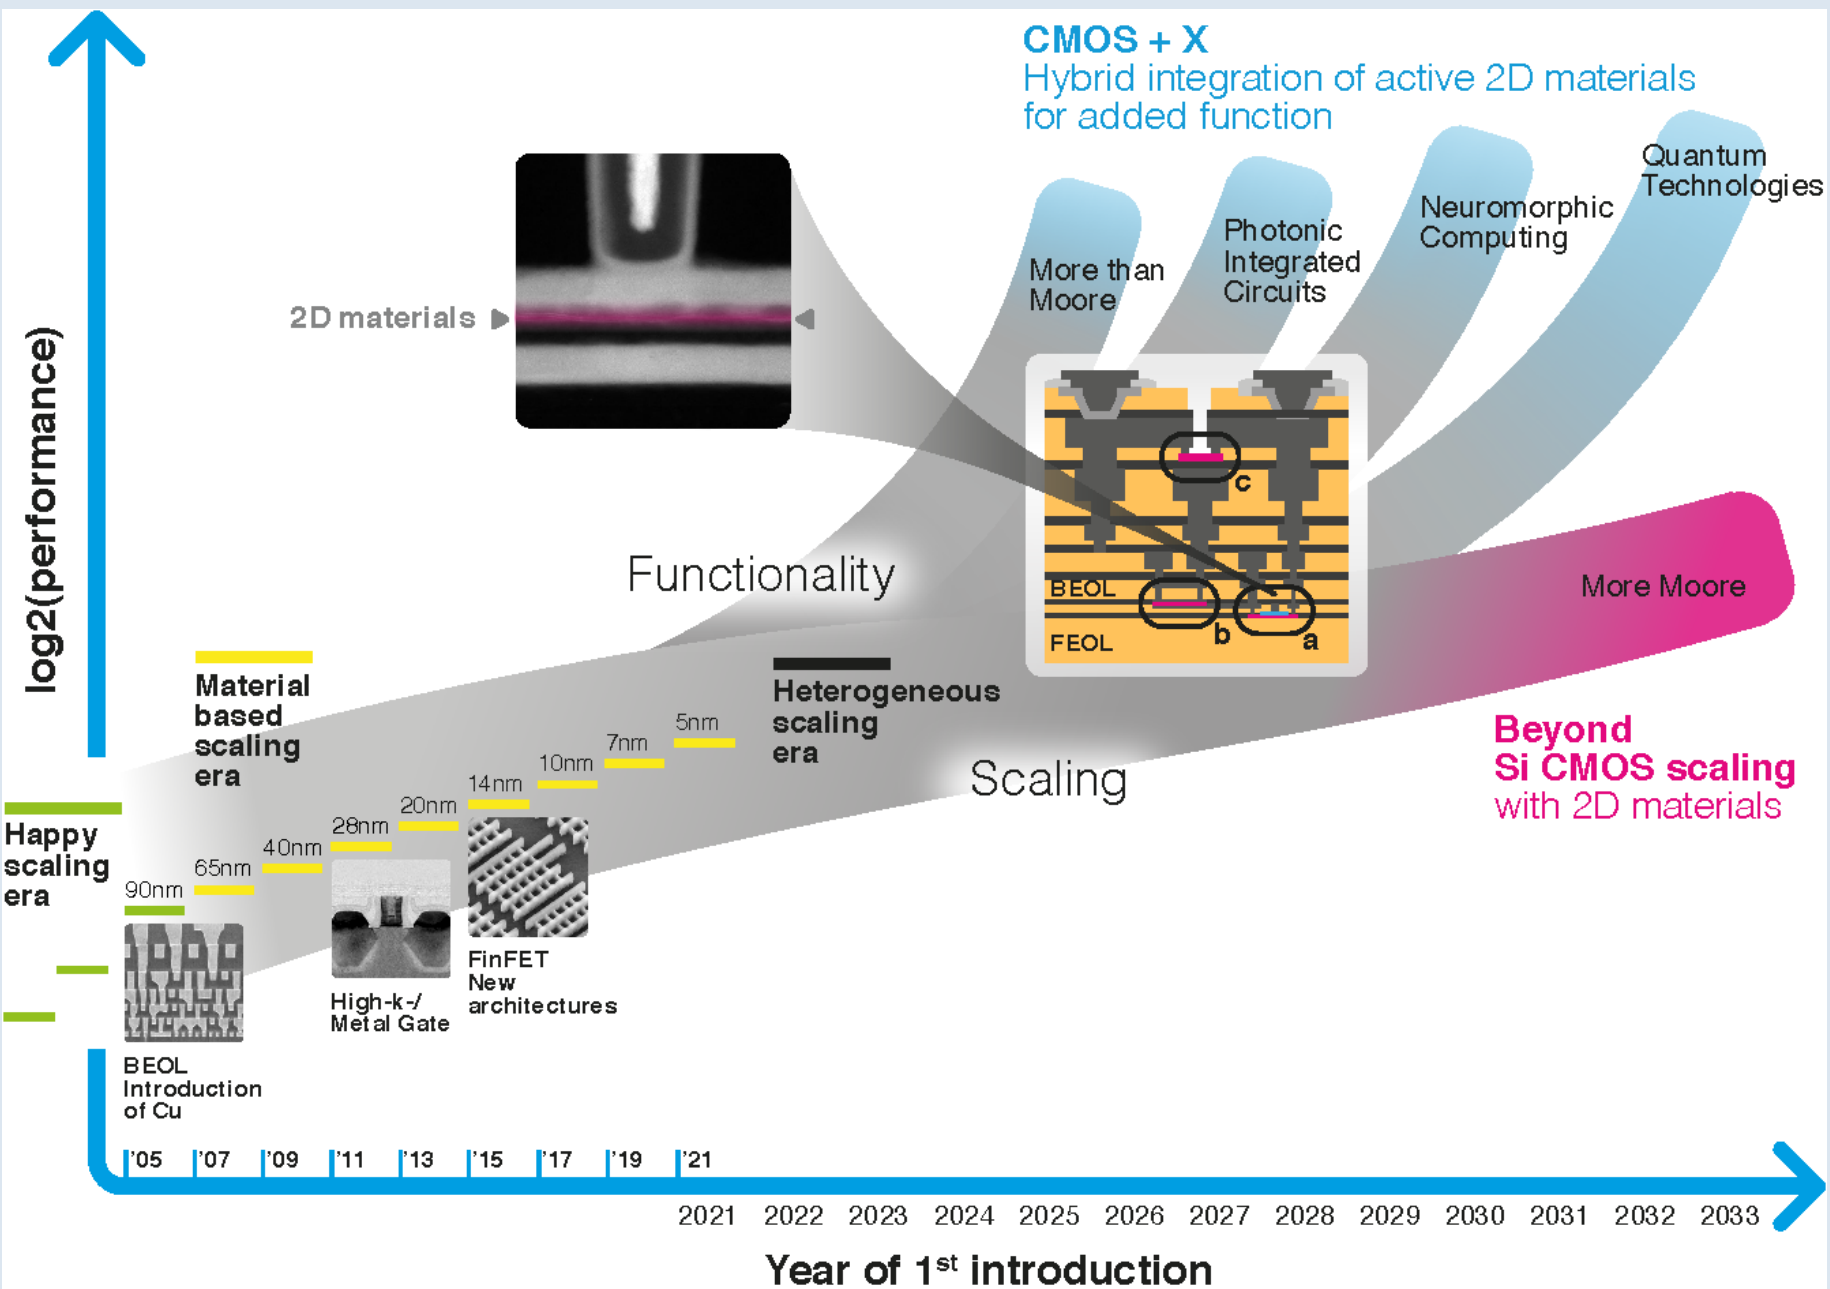 CMOS + X
Hybrid integration of active 2D materials
for added function
Quantum
Technologies
Neuromorphic
Computing
Photonic
Integrated
Circuits
More than
Moore
2D materials
log2(performance)
c
BEOL
b
a
FEOL
Functionality
More Moore
Material
based
scaling
era
Heterogeneous
scaling
era
Scaling
Beyond
Si CMOS scaling
with 2D materials
Happy
scaling
era
90nm
65nm
40nm
28nm
20nm
14nm
10nm
7nm
5nm
BEOL
Introduction
of Cu
High-k-/
Metal Gate
FinFET
New
architectures
'05 '07 '09 '11 '13 '15 '17 '19 '21
2021 2022 2023 2024 2025 2026 2027 2028 2029 2030 2031 2032 2033
Year of 1st introduction